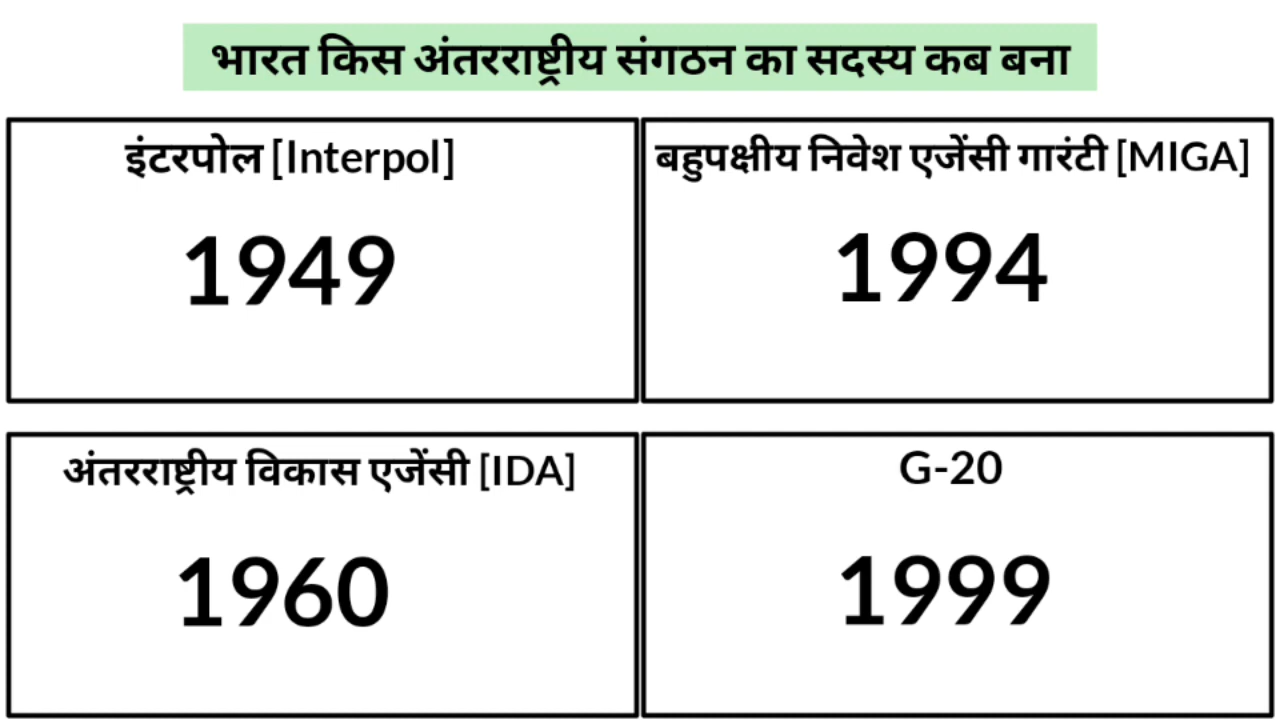 भारत किस अंतरराष्ट्रीय संगठन का सदस्य कब बना
इंटरपोल [Interpol]
1949
बहुपक्षीय निवेश एजेंसी गारंटी [MIGA]
1994
अंतरराष्ट्रीय विकास एजेंसी [IDA]
1960
G-20
1999